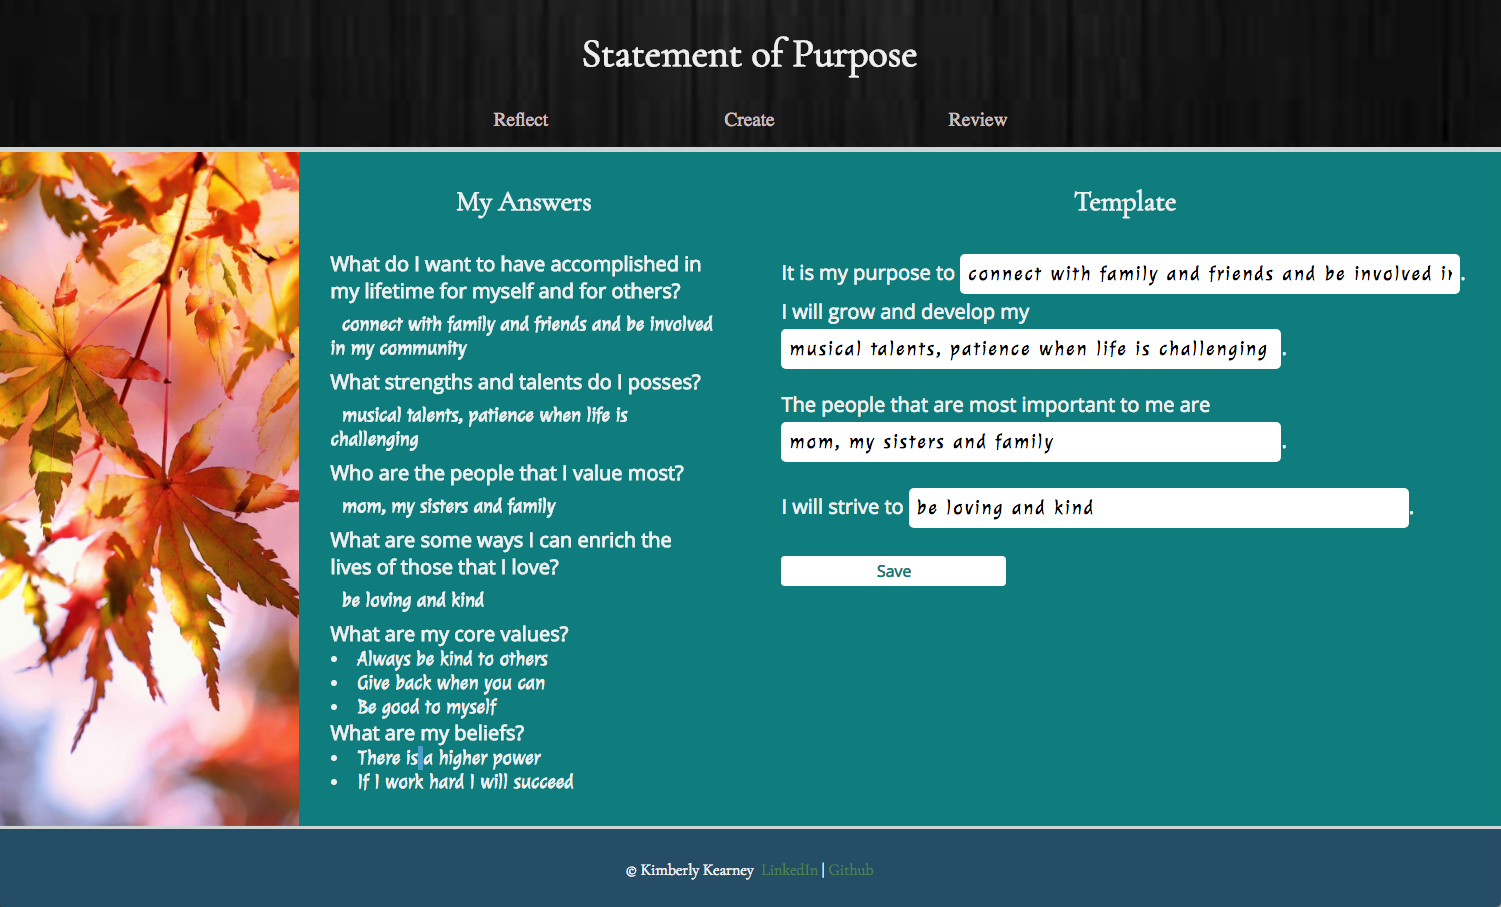 Statement of Purpose
Reflect
Create
Review
My Answers
What do I want to have accomplished in
my lifetime for myself and for others?
connect with family and friends and be involved
in my community
What strengths and talents do I posses?
musical talents, patience when life is
challenging
Who are the people that I value most?
mom, my sisters and family
What are some ways I can enrich the
lives of those that I love?
be loving and kind
What are my core values?
• Always be kind to others
• Give back when you can
• Be good to myself
What are my beliefs?
• There is a higher power
• If I work hard I will succeed
Template
It is my purpose to connect with family and friends and be involved in.
I will grow and develop my
musical talents, patience when life is challenging.
The people that are most important to me are
mom, my sisters and family.
I will strive to be loving and kind.
Save
© Kimberly Kearney LinkedIn | Github